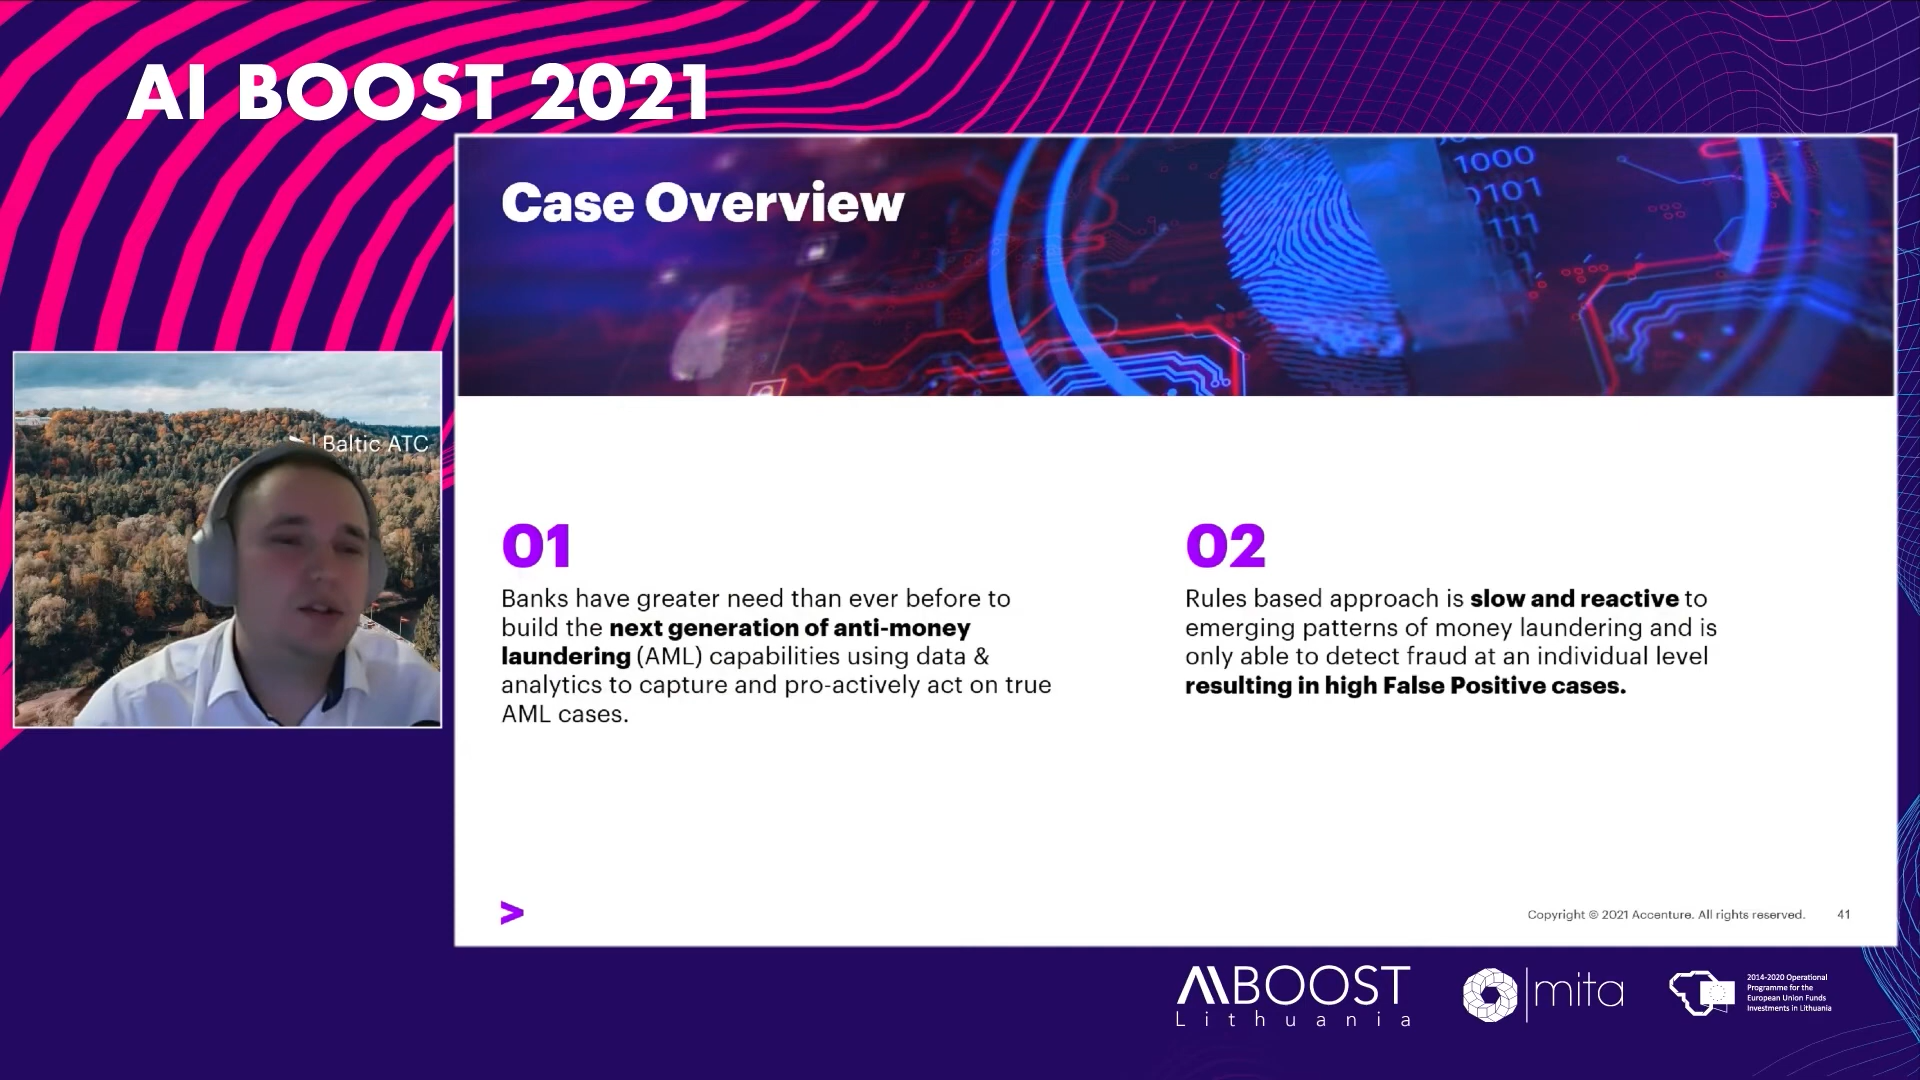 AI BOOST 2021
Case Overview
1000
0101
111
Baltic ATC
01
Banks have greater need than ever before to
build the next generation of anti-money
laundering (AML) capabilities using data &
analytics to capture and pro-actively act on true
AML cases.
02
Rules based approach is slow and reactive to
emerging patterns of money laundering and is
only able to detect fraud at an individual level
resulting in high False Positive cases.
>
Copyright © 2021 Accenture. All rights reserved. 41
AI BOOST
Lithuania
mita
2014-2020 Operational
Programme for the
European Union Funds
Investments in Lithuania